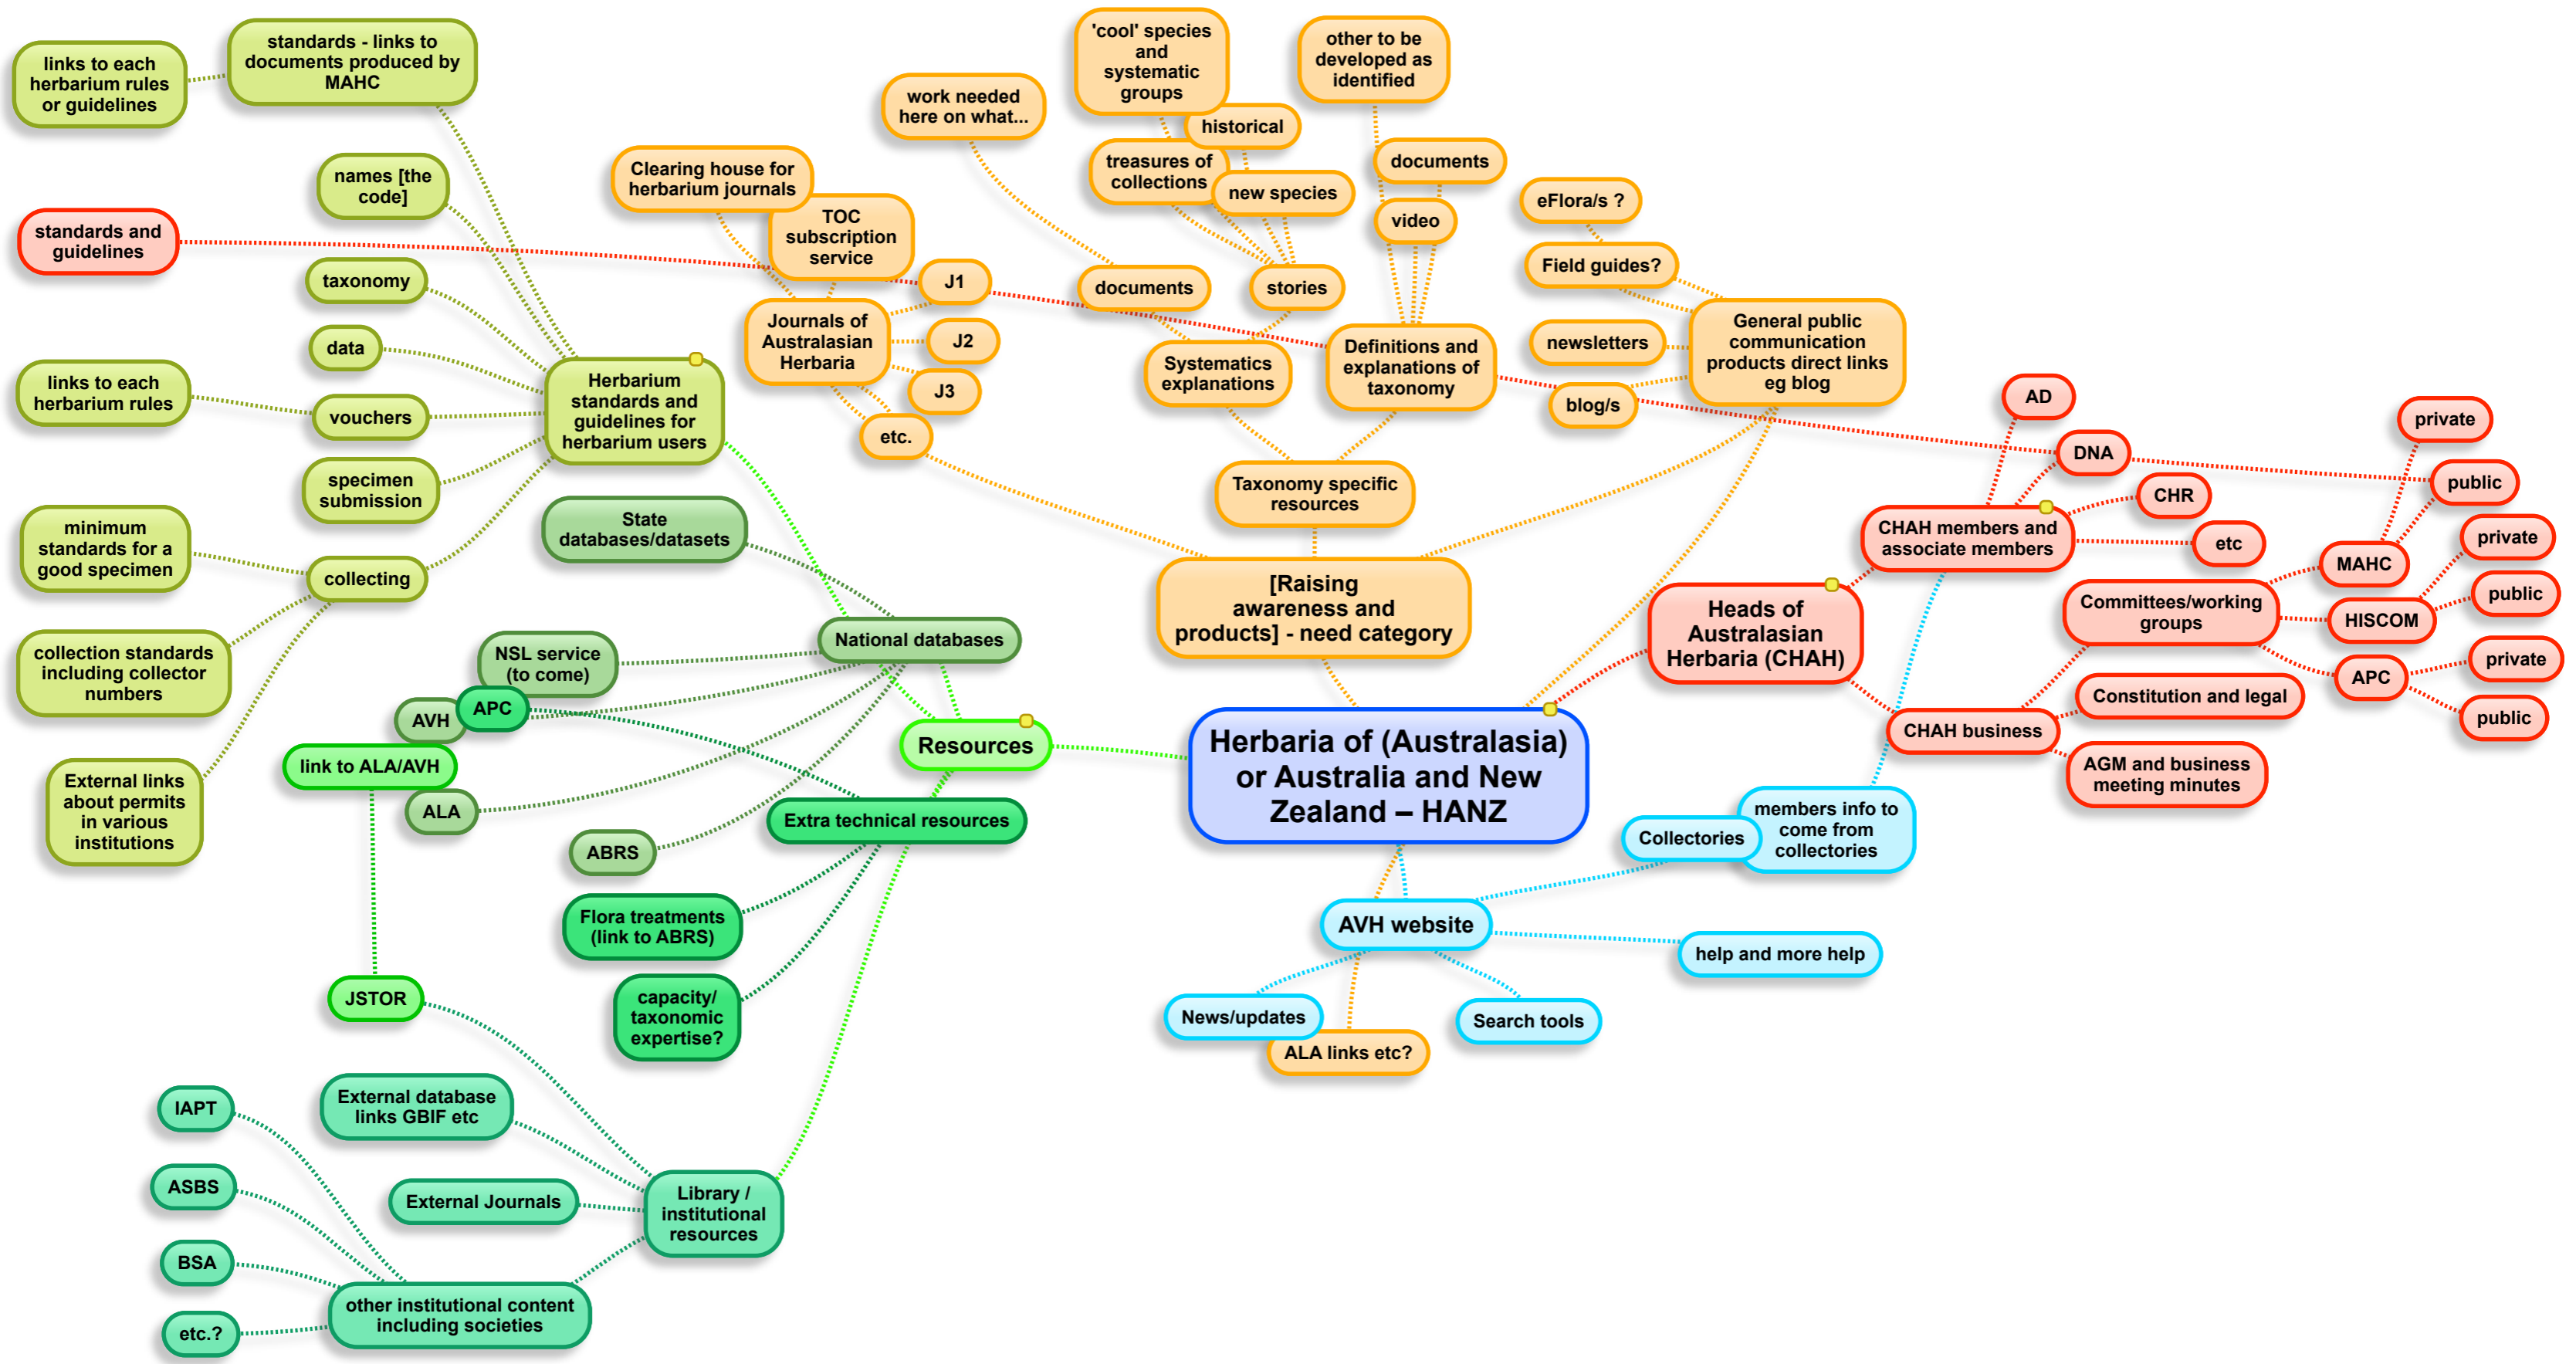 links to each
herbarium rules
or guidelines
standards - links to
documents produced by
MAHC
names [the
code]
standards and
guidelines
taxonomy
data
links to each
herbarium rules
vouchers
specimen
submission
minimum
standards for a
good specimen
collecting
collection standards
including collector
numbers
External links
about permits
in various
institutions
Herbarium
standards and
guidelines for
herbarium users
Clearing house for
herbarium journals
TOC
subscription
service
Journals of
Australasian
Herbaria
J1
J2
J3
etc.
work needed
here on what...
'cool' species
and
systematic
groups
historical
treasures of
collections
new species
documents
stories
Systematics
explanations
other to be
developed as
identified
documents
video
Definitions and
explanations of
taxonomy
Taxonomy specific
resources
eFlora/s ?
Field guides?
newsletters
blog/s
General public
communication
products direct links
eg blog
[Raising
awareness and
products] - need category
State
databases/datasets
National databases
NSL service
(to come)
AVH
APC
link to ALA/AVH
ALA
ABRS
Resources
Extra technical resources
Flora treatments
(link to ABRS)
capacity/
taxonomic
expertise?
JSTOR
External database
links GBIF etc
External Journals
Library /
institutional
resources
IAPT
ASBS
BSA
etc.?
other institutional content
including societies
Herbaria of (Australasia)
or Australia and New
Zealand – HANZ
Heads of
Australasian
Herbaria (CHAH)
CHAH members and
associate members
AD
DNA
CHR
etc
Committees/working
groups
MAHC
private
public
HISCOM
private
public
APC
private
public
CHAH business
Constitution and legal
AGM and business
meeting minutes
members info to
come from
collectories
Collectories
AVH website
help and more help
News/updates
Search tools
ALA links etc?